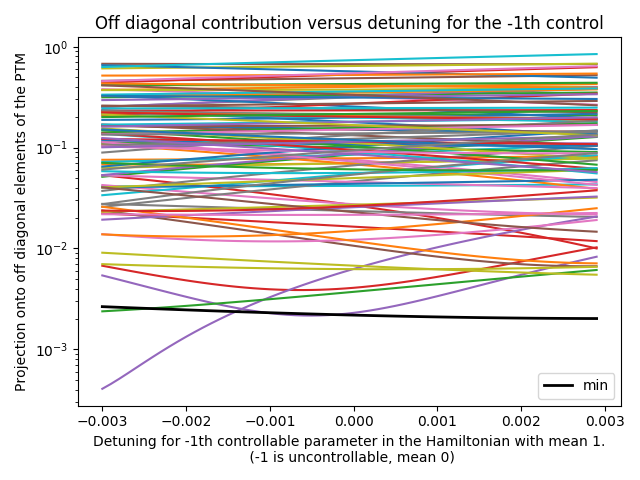 Off diagonal contribution versus detuning for the -1th control
Projection onto off diagonal elements of the PTM
10⁰
10⁻¹
10⁻²
10⁻³
min
−0.003 −0.002 −0.001 0.000 0.001 0.002 0.003
Detuning for -1th controllable parameter in the Hamiltonian with mean 1.
(-1 is uncontrollable, mean 0)